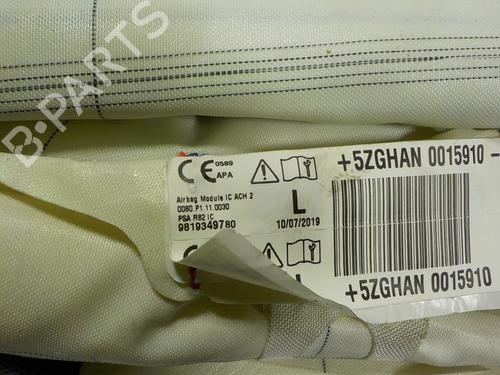 B-PARTS
CE 0589
APA
Airbag Module IC ACH 2
0080.P1.11.0030
PSA R82 IC
9819349780
L
10/07/2019
+5ZGHAN 0015910-
+5ZGHAN 0015910